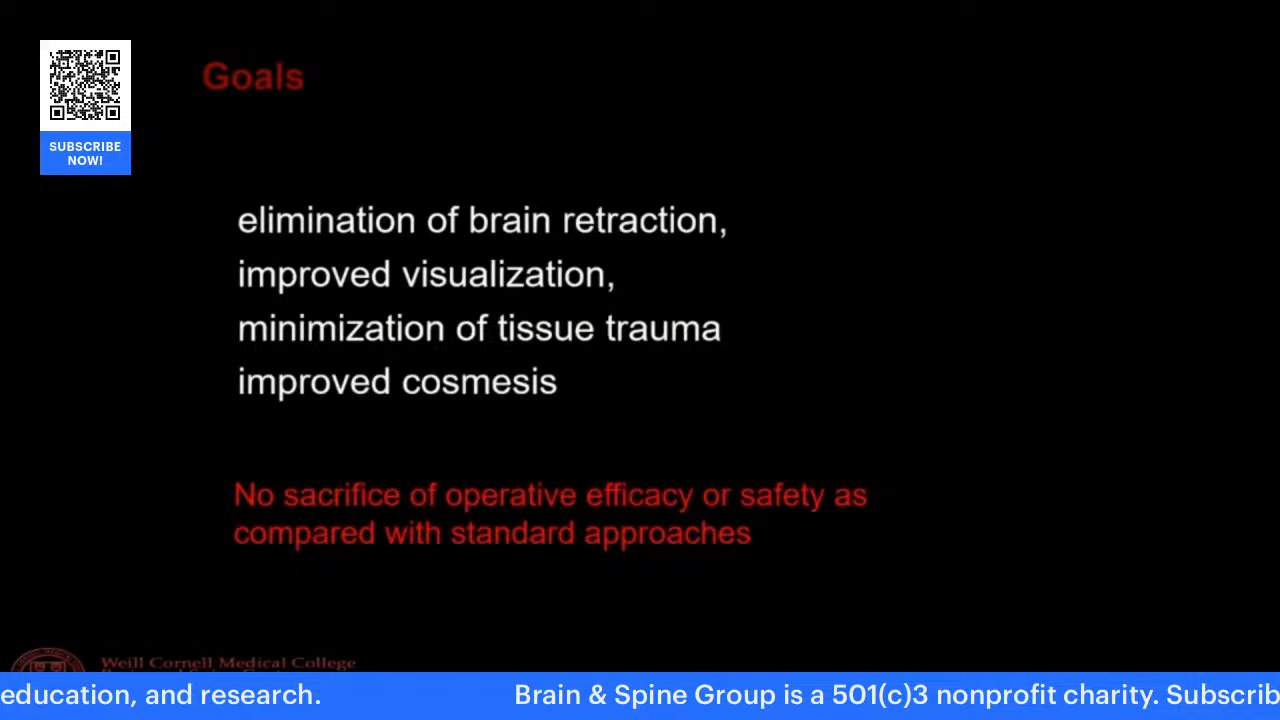 Goals
SUBSCRIBE
NOW!
elimination of brain retraction,
improved visualization,
minimization of tissue trauma
improved cosmesis
No sacrifice of operative efficacy or safety as
compared with standard approaches
Weill Cornell Medical College
education, and research. Brain & Spine Group is a 501(c)3 nonprofit charity. Subscrib